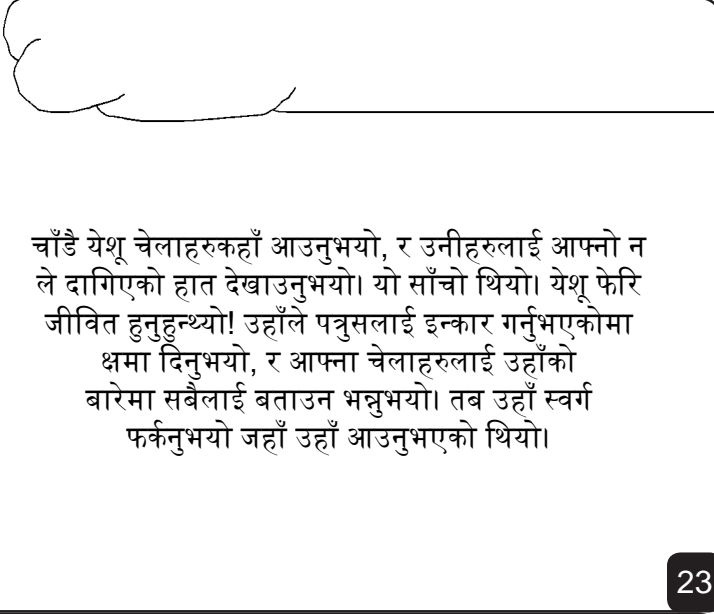 चाँडै येशू चेलाहरुकहाँ आउनुभयो, र उनीहरुलाई आफ्नो न
ले दागिएको हात देखाउनुभयो। यो साँचो थियो। येशू फेरि
जीवित हुनुहुन्थ्यो! उहाँले पत्रुसलाई इन्कार गर्नुभएकोमा
क्षमा दिनुभयो, र आफ्ना चेलाहरुलाई उहाँको
बारेमा सबैलाई बताउन भन्नुभयो। तब उहाँ स्वर्ग
फर्कनुभयो जहाँ उहाँ आउनुभएको थियो।
23